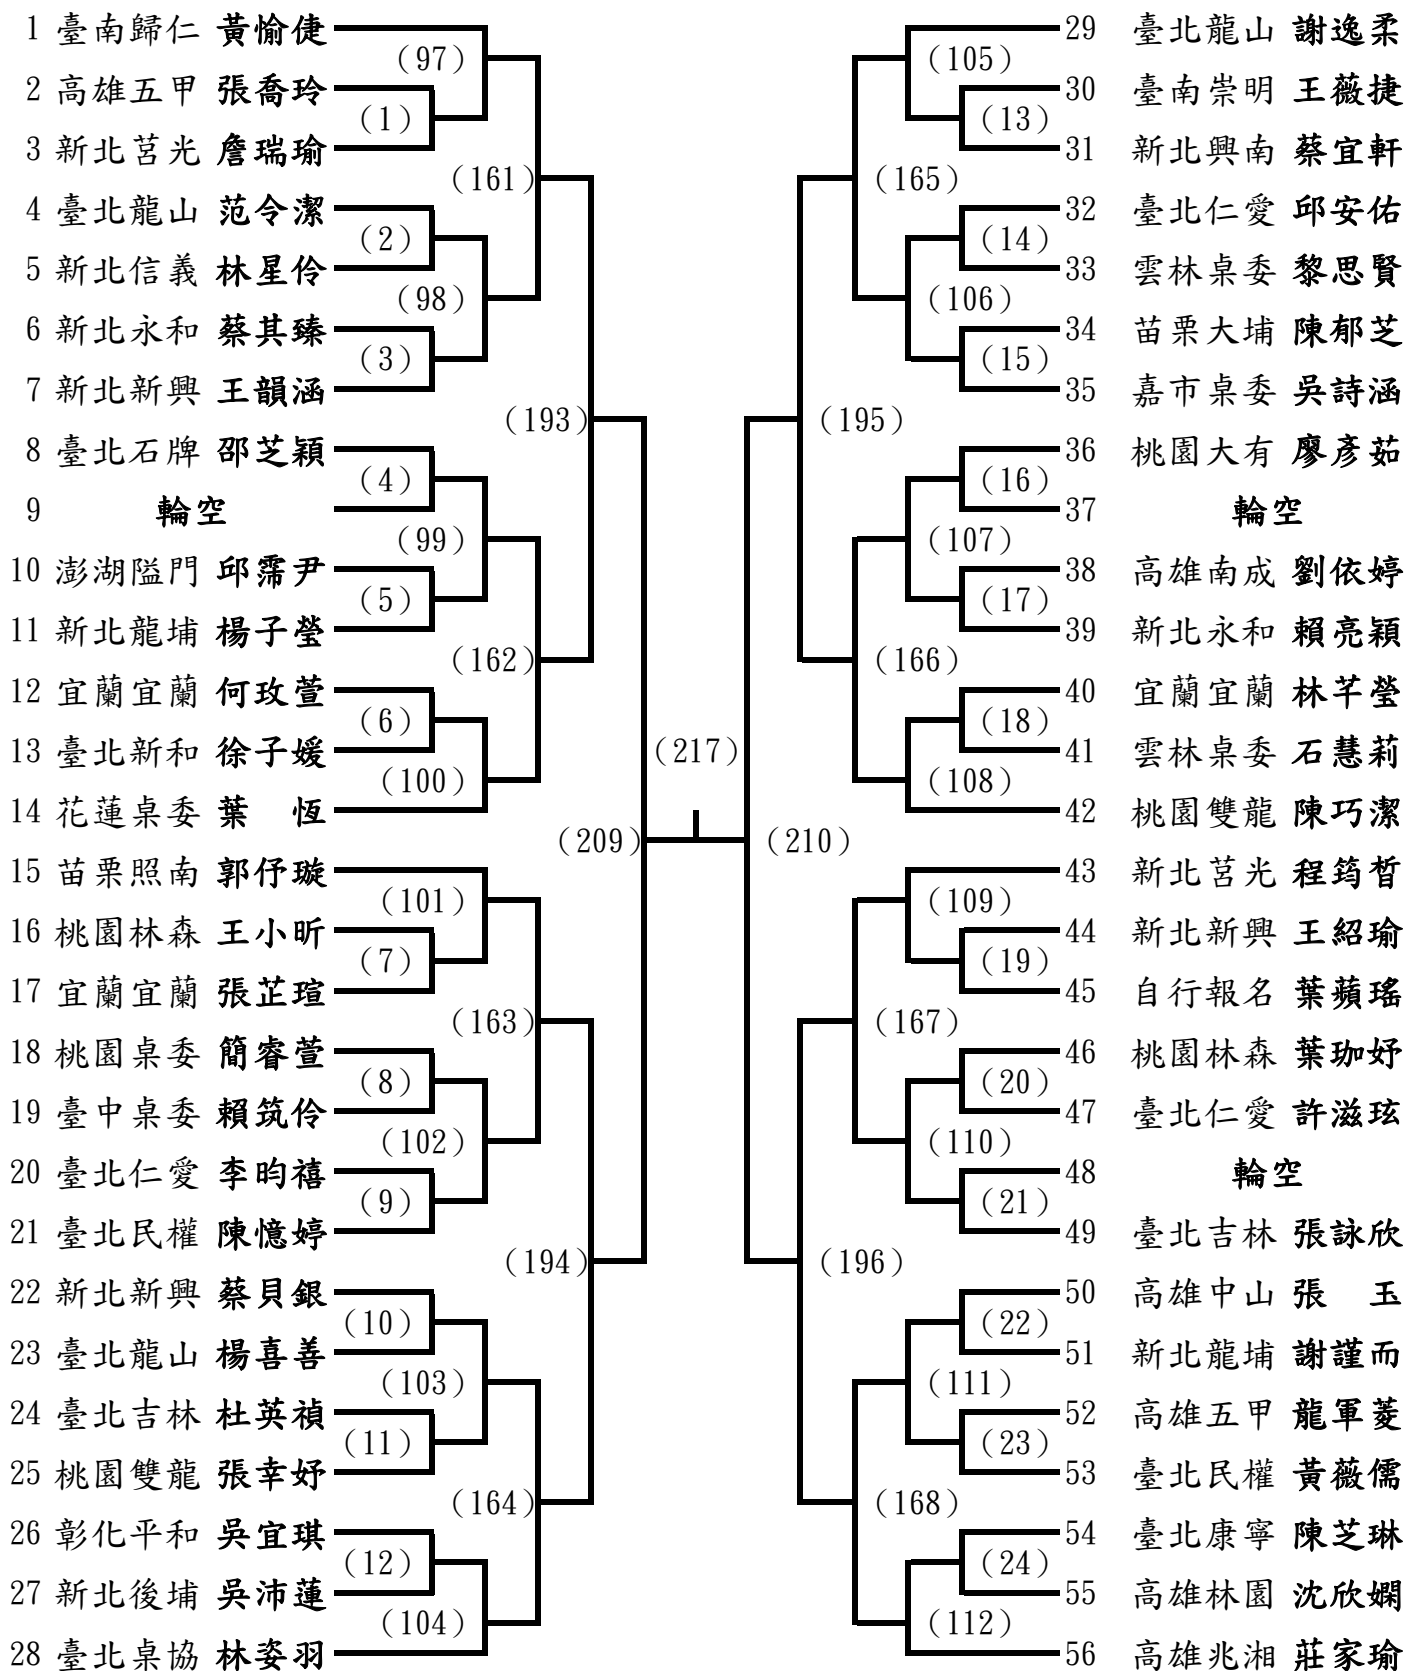 1 臺南歸仁 黃愉倢
(97)
2 高雄五甲 張喬玲
(1)
3 新北莒光 詹瑞瑜
(161)
4 臺北龍山 范令潔
(2)
5 新北信義 林星伶
(98)
6 新北永和 蔡其臻
(3)
7 新北新興 王韻涵
(193)
8 臺北石牌 邵芝穎
(4)
9 輪空
(99)
10 澎湖隘門 邱霈尹
(5)
11 新北龍埔 楊子瑩
(162)
12 宜蘭宜蘭 何玫萱
(6)
13 臺北新和 徐子媛
(100)
14 花蓮桌委 葉 恆
(209)
15 苗栗照南 郭伃璇
(101)
16 桃園林森 王小昕
(7)
17 宜蘭宜蘭 張芷瑄
(163)
18 桃園桌委 簡睿萱
(8)
19 臺中桌委 賴筑伶
(102)
20 臺北仁愛 李昀禧
(9)
21 臺北民權 陳憶婷
(194)
22 新北新興 蔡貝銀
(10)
23 臺北龍山 楊喜善
(103)
24 臺北吉林 杜英禎
(11)
25 桃園雙龍 張幸妤
(164)
26 彰化平和 吳宜琪
(12)
27 新北後埔 吳沛蓮
(104)
28 臺北桌協 林姿羽
(217)
29 臺北龍山 謝逸柔
(105)
30 臺南崇明 王薇捷
(13)
31 新北興南 蔡宜軒
(165)
32 臺北仁愛 邱安佑
(14)
33 雲林桌委 黎思賢
(106)
34 苗栗大埔 陳郁芝
(15)
35 嘉市桌委 吳詩涵
(195)
36 桃園大有 廖彥茹
(16)
37 輪空
(107)
38 高雄南成 劉依婷
(17)
39 新北永和 賴亮穎
(166)
40 宜蘭宜蘭 林芊瑩
(18)
41 雲林桌委 石慧莉
(108)
42 桃園雙龍 陳巧潔
(210)
43 新北莒光 程筠晳
(109)
44 新北新興 王紹瑜
(19)
45 自行報名 葉蘋瑤
(167)
46 桃園林森 葉珈妤
(20)
47 臺北仁愛 許滋玹
(110)
48 輪空
(21)
49 臺北吉林 張詠欣
(196)
50 高雄中山 張 玉
(22)
51 新北龍埔 謝謹而
(111)
52 高雄五甲 龍軍菱
(23)
53 臺北民權 黃薇儒
(168)
54 臺北康寧 陳芝琳
(24)
55 高雄林園 沈欣嫻
(112)
56 高雄兆湘 莊家瑜